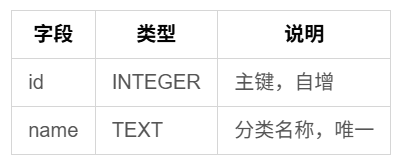 字段 类型 说明
id INTEGER 主键，自增
name TEXT 分类名称，唯一